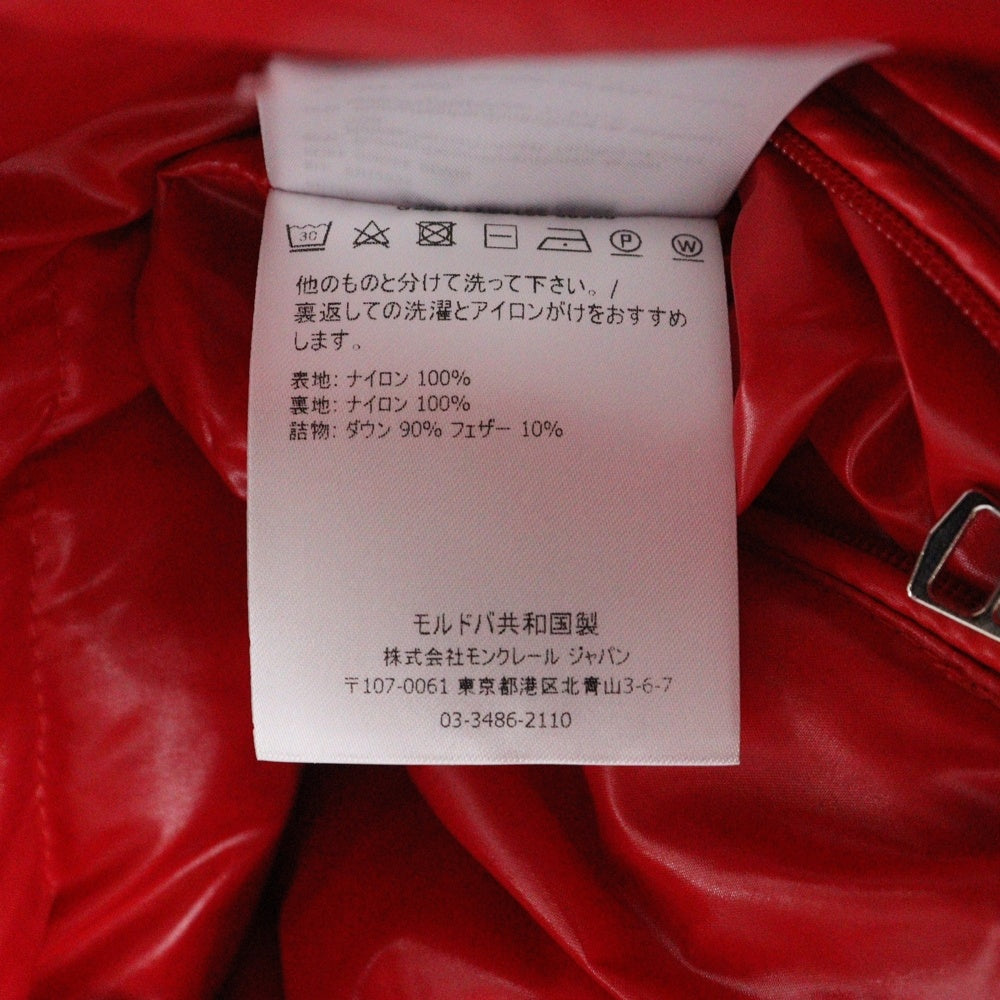 30
P
W
他のものと分けて洗って下さい。/
裏返しての洗濯とアイロンがけをおすすめ
します。
表地: ナイロン 100%
裏地: ナイロン 100%
詰物: ダウン 90% フェザー 10%
モルドバ共和国製
株式会社モンクレール ジャパン
〒107-0061 東京都港区北青山3-6-7
03-3486-2110